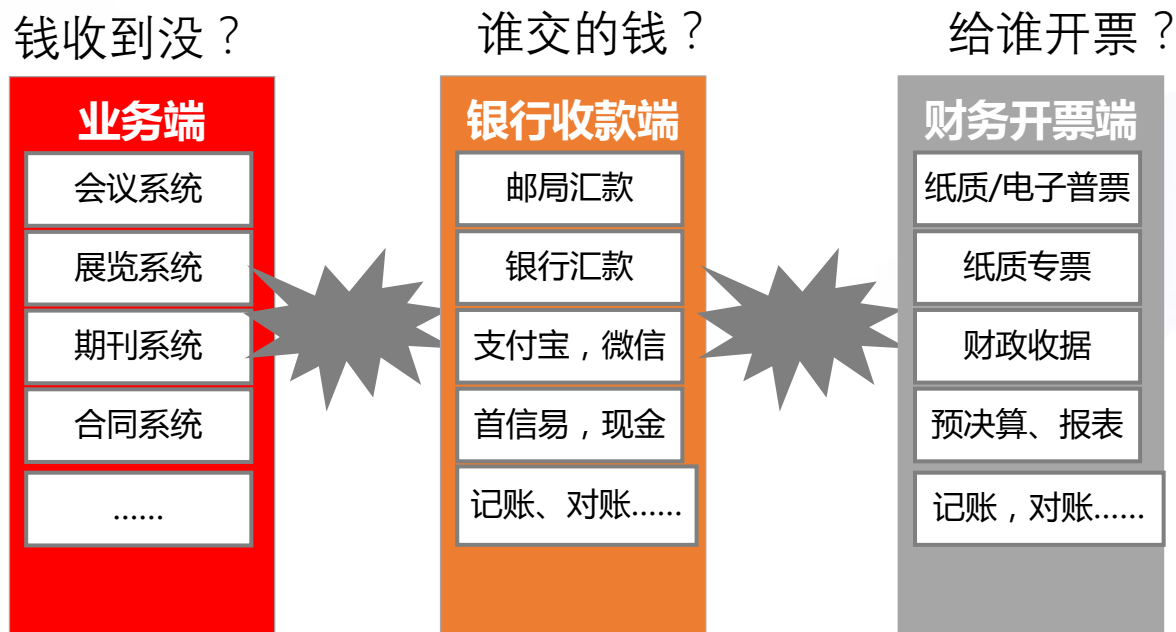 钱收到没？
谁交的钱？
给谁开票？
业务端
会议系统
展览系统
期刊系统
合同系统
……
银行收款端
邮局汇款
银行汇款
支付宝，微信
首信易，现金
记账、对账……
财务开票端
纸质/电子普票
纸质专票
财政收据
预决算、报表
记账，对账……